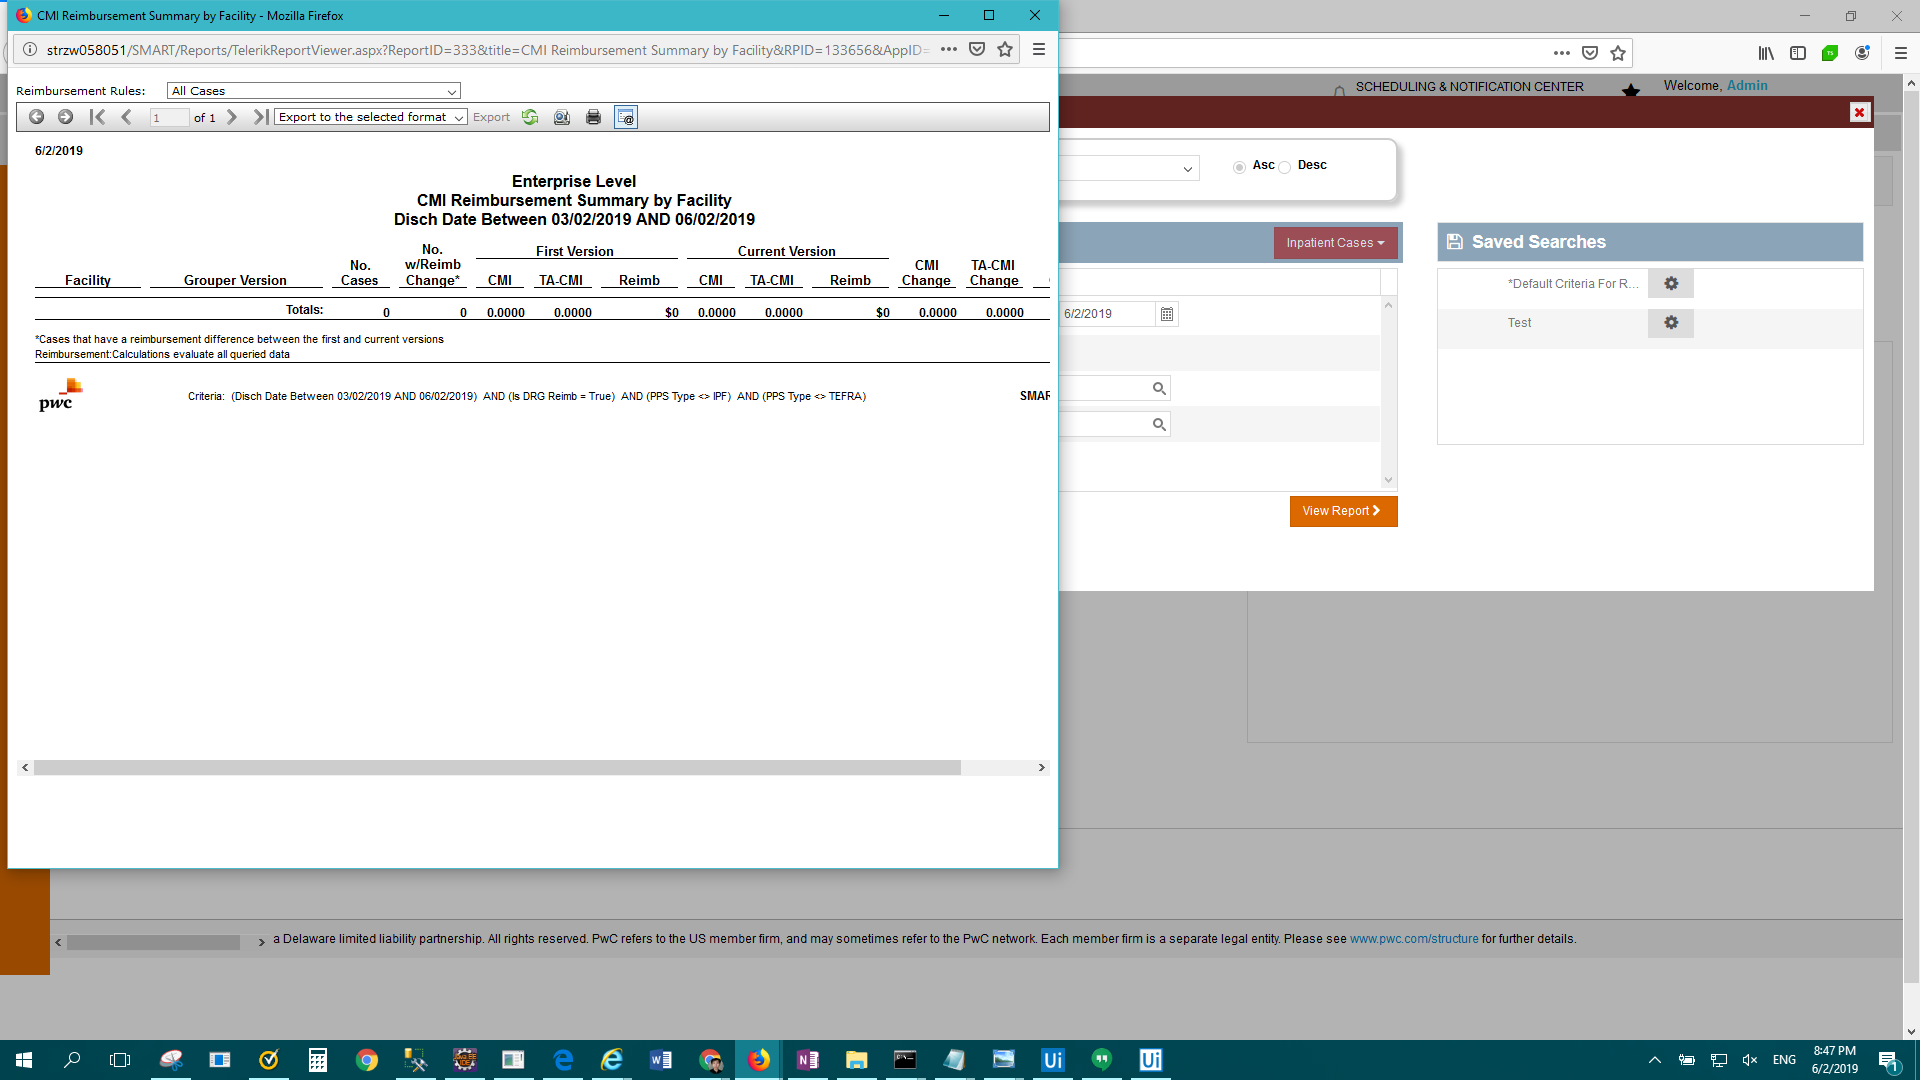 CMI Reimbursement Summary by Facility - Mozilla Firefox
strzw058051/SMART/Reports/TelerikReportViewer.aspx?ReportID=333&title=CMI Reimbursement Summary by Facility&RPID=133656&AppID=
Reimbursement Rules: All Cases
1 of 1 Export to the selected format Export
6/2/2019
Enterprise Level
CMI Reimbursement Summary by Facility
Disch Date Between 03/02/2019 AND 06/02/2019
First Version Current Version
Facility Grouper Version No. Cases No. w/Reimb Change* CMI TA-CMI Reimb CMI TA-CMI Reimb CMI Change TA-CMI Change
Totals: 0 0 0.0000 0.0000 $0 0.0000 0.0000 $0 0.0000 0.0000
*Cases that have a reimbursement difference between the first and current versions
Reimbursement:Calculations evaluate all queried data
pwc
Criteria: (Disch Date Between 03/02/2019 AND 06/02/2019) AND (Is DRG Reimb = True) AND (PPS Type <> IPF) AND (PPS Type <> TEFRA)
SMAR
SCHEDULING & NOTIFICATION CENTER
Welcome, Admin
Asc Desc
Inpatient Cases
Saved Searches
*Default Criteria For R...
Test
6/2/2019
View Report
a Delaware limited liability partnership. All rights reserved. PwC refers to the US member firm, and may sometimes refer to the PwC network. Each member firm is a separate legal entity. Please see www.pwc.com/structure for further details.
ENG
8:47 PM
6/2/2019
1